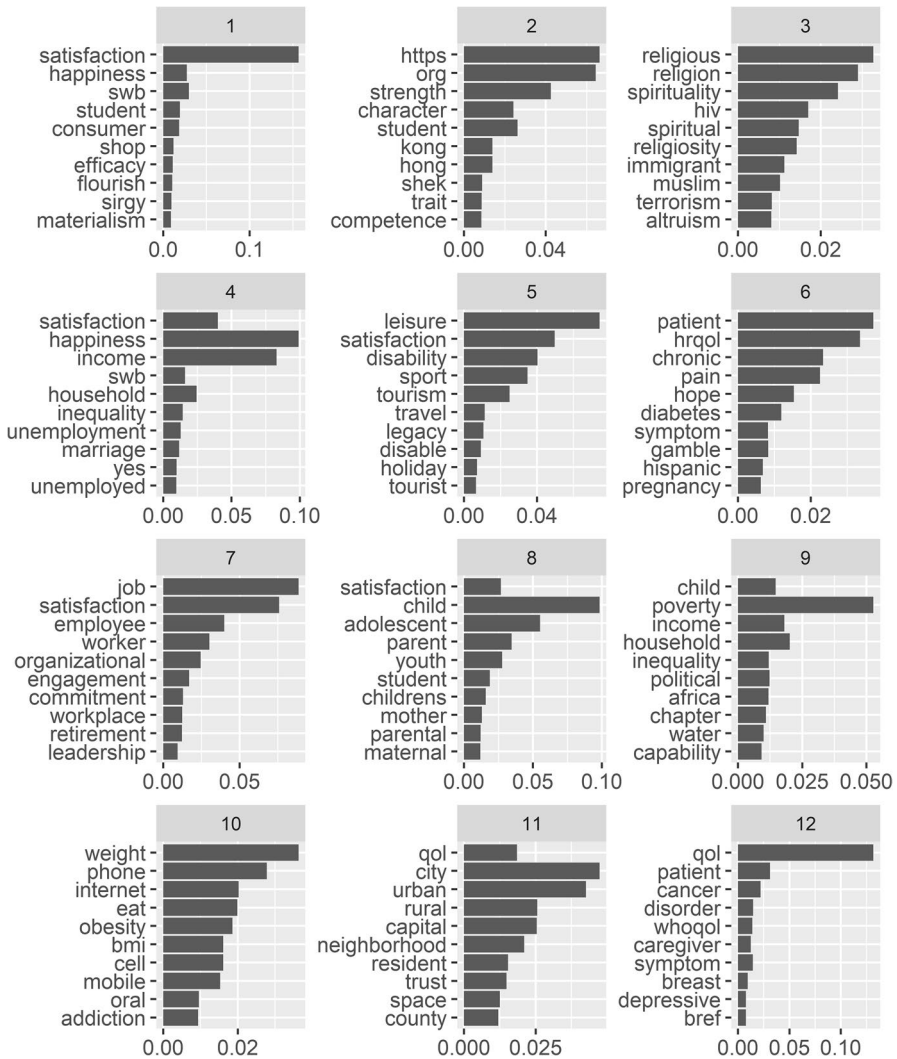 1
satisfaction
happiness
swb
student
consumer
shop
efficacy
flourish
sirgy
materialism
0.0 0.1
2
https
org
strength
character
student
kong
hong
shek
trait
competence
0.00 0.04
3
religious
religion
spirituality
hiv
spiritual
religiosity
immigrant
muslim
terrorism
altruism
0.00 0.02
4
satisfaction
happiness
income
swb
household
inequality
unemployment
marriage
yes
unemployed
0.00 0.05 0.10
5
leisure
satisfaction
disability
sport
tourism
travel
legacy
disable
holiday
tourist
0.00 0.04
6
patient
hrqol
chronic
pain
hope
diabetes
symptom
gamble
hispanic
pregnancy
0.00 0.02
7
job
satisfaction
employee
worker
organizational
engagement
commitment
workplace
retirement
leadership
0.00 0.05
8
satisfaction
child
adolescent
parent
youth
student
childrens
mother
parental
maternal
0.00 0.05 0.10
9
child
poverty
income
household
inequality
political
africa
chapter
water
capability
0.000 0.025 0.050
10
weight
phone
internet
eat
obesity
bmi
cell
mobile
oral
addiction
0.00 0.02
11
qol
city
urban
rural
capital
neighborhood
resident
trust
space
county
0.000 0.025
12
qol
patient
cancer
disorder
whoqol
caregiver
symptom
breast
depressive
bref
0.00 0.05 0.10